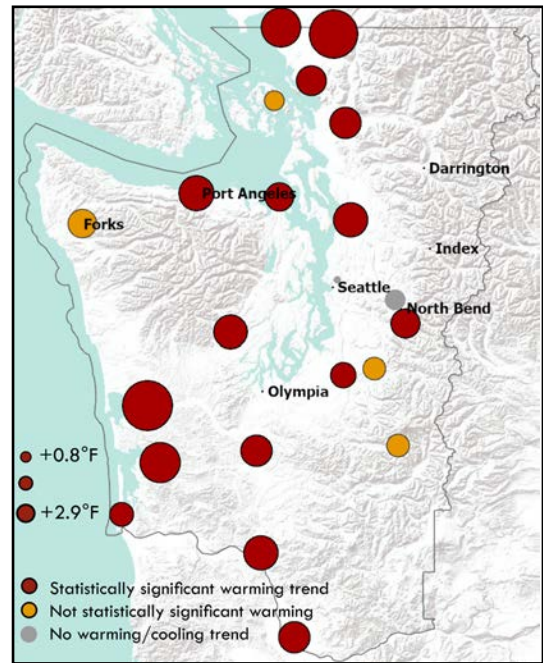 Darrington
Port Angeles
Forks
Index
Seattle
North Bend
Olympia
+0.8°F
+2.9°F
Statistically significant warming trend
Not statistically significant warming
No warming/cooling trend